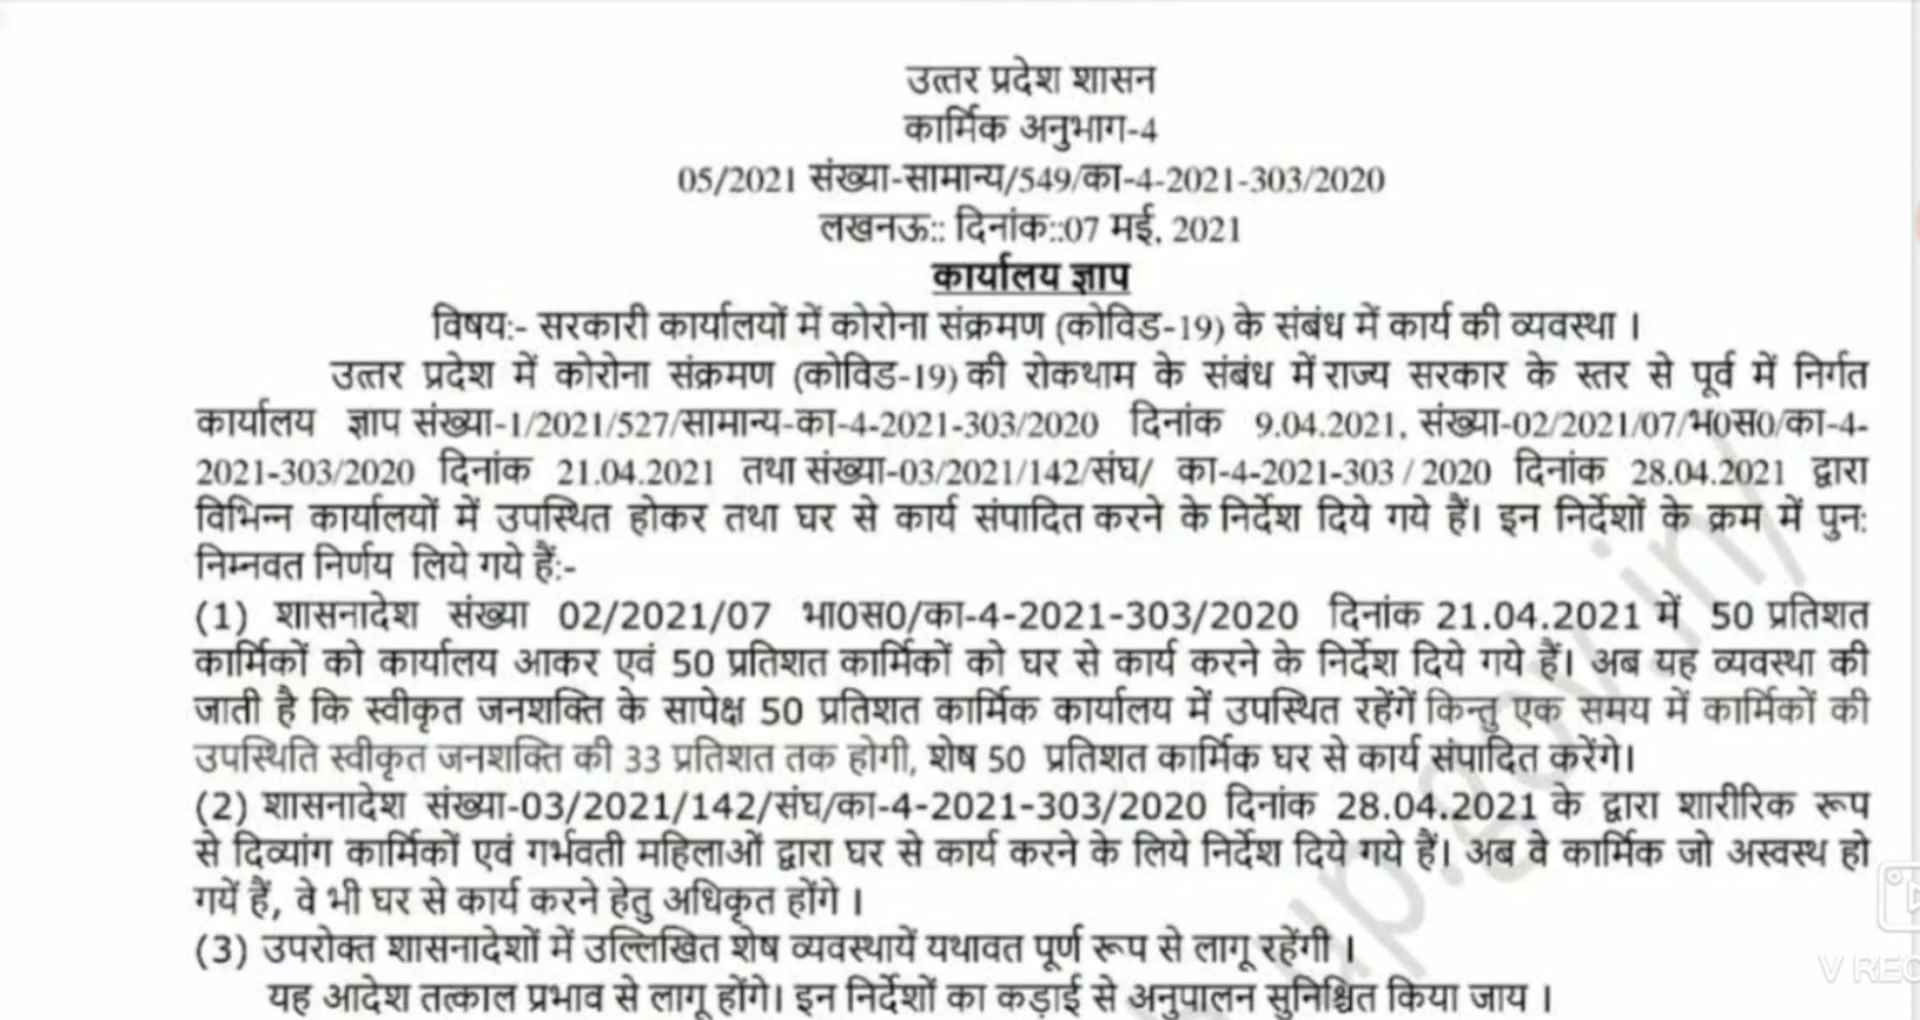 उत्तर प्रदेश शासन
कार्मिक अनुभाग-4
05/2021 संख्या-सामान्य/549/का-4-2021-303/2020
लखनऊ:: दिनांक::07 मई, 2021
कार्यालय ज्ञाप
विषय:- सरकारी कार्यालयों में कोरोना संक्रमण (कोविड-19) के संबंध में कार्य की व्यवस्था ।
उत्तर प्रदेश में कोरोना संक्रमण (कोविड-19) की रोकथाम के संबंध में राज्य सरकार के स्तर से पूर्व में निर्गत
कार्यालय ज्ञाप संख्या-1/2021/527/सामान्य-का-4-2021-303/2020 दिनांक 9.04.2021, संख्या-02/2021/07/भ0स0/का-4-
2021-303/2020 दिनांक 21.04.2021 तथा संख्या-03/2021/142/संघ/ का-4-2021-303 / 2020 दिनांक 28.04.2021 द्वारा
विभिन्न कार्यालयों में उपस्थित होकर तथा घर से कार्य संपादित करने के निर्देश दिये गये हैं। इन निर्देशों के क्रम में पुन:
निम्नवत निर्णय लिये गये हैं:-
(1) शासनादेश संख्या 02/2021/07 भा0स0/का-4-2021-303/2020 दिनांक 21.04.2021 में 50 प्रतिशत
कार्मिकों को कार्यालय आकर एवं 50 प्रतिशत कार्मिकों को घर से कार्य करने के निर्देश दिये गये हैं। अब यह व्यवस्था की
जाती है कि स्वीकृत जनशक्ति के सापेक्ष 50 प्रतिशत कार्मिक कार्यालय में उपस्थित रहेंगें किन्तु एक समय में कार्मिकों की
उपस्थिति स्वीकृत जनशक्ति की 33 प्रतिशत तक होगी, शेष 50 प्रतिशत कार्मिक घर से कार्य संपादित करेंगे।
(2) शासनादेश संख्या-03/2021/142/संघ/का-4-2021-303/2020 दिनांक 28.04.2021 के द्वारा शारीरिक रूप
से दिव्यांग कार्मिकों एवं गर्भवती महिलाओं द्वारा घर से कार्य करने के लिये निर्देश दिये गये हैं। अब वे कार्मिक जो अस्वस्थ हो
गयें हैं, वे भी घर से कार्य करने हेतु अधिकृत होंगे ।
(3) उपरोक्त शासनादेशों में उल्लिखित शेष व्यवस्थायें यथावत पूर्ण रूप से लागू रहेंगी ।
यह आदेश तत्काल प्रभाव से लागू होंगे। इन निर्देशों का कड़ाई से अनुपालन सुनिश्चित किया जाय ।
up.gov.in/
V REC